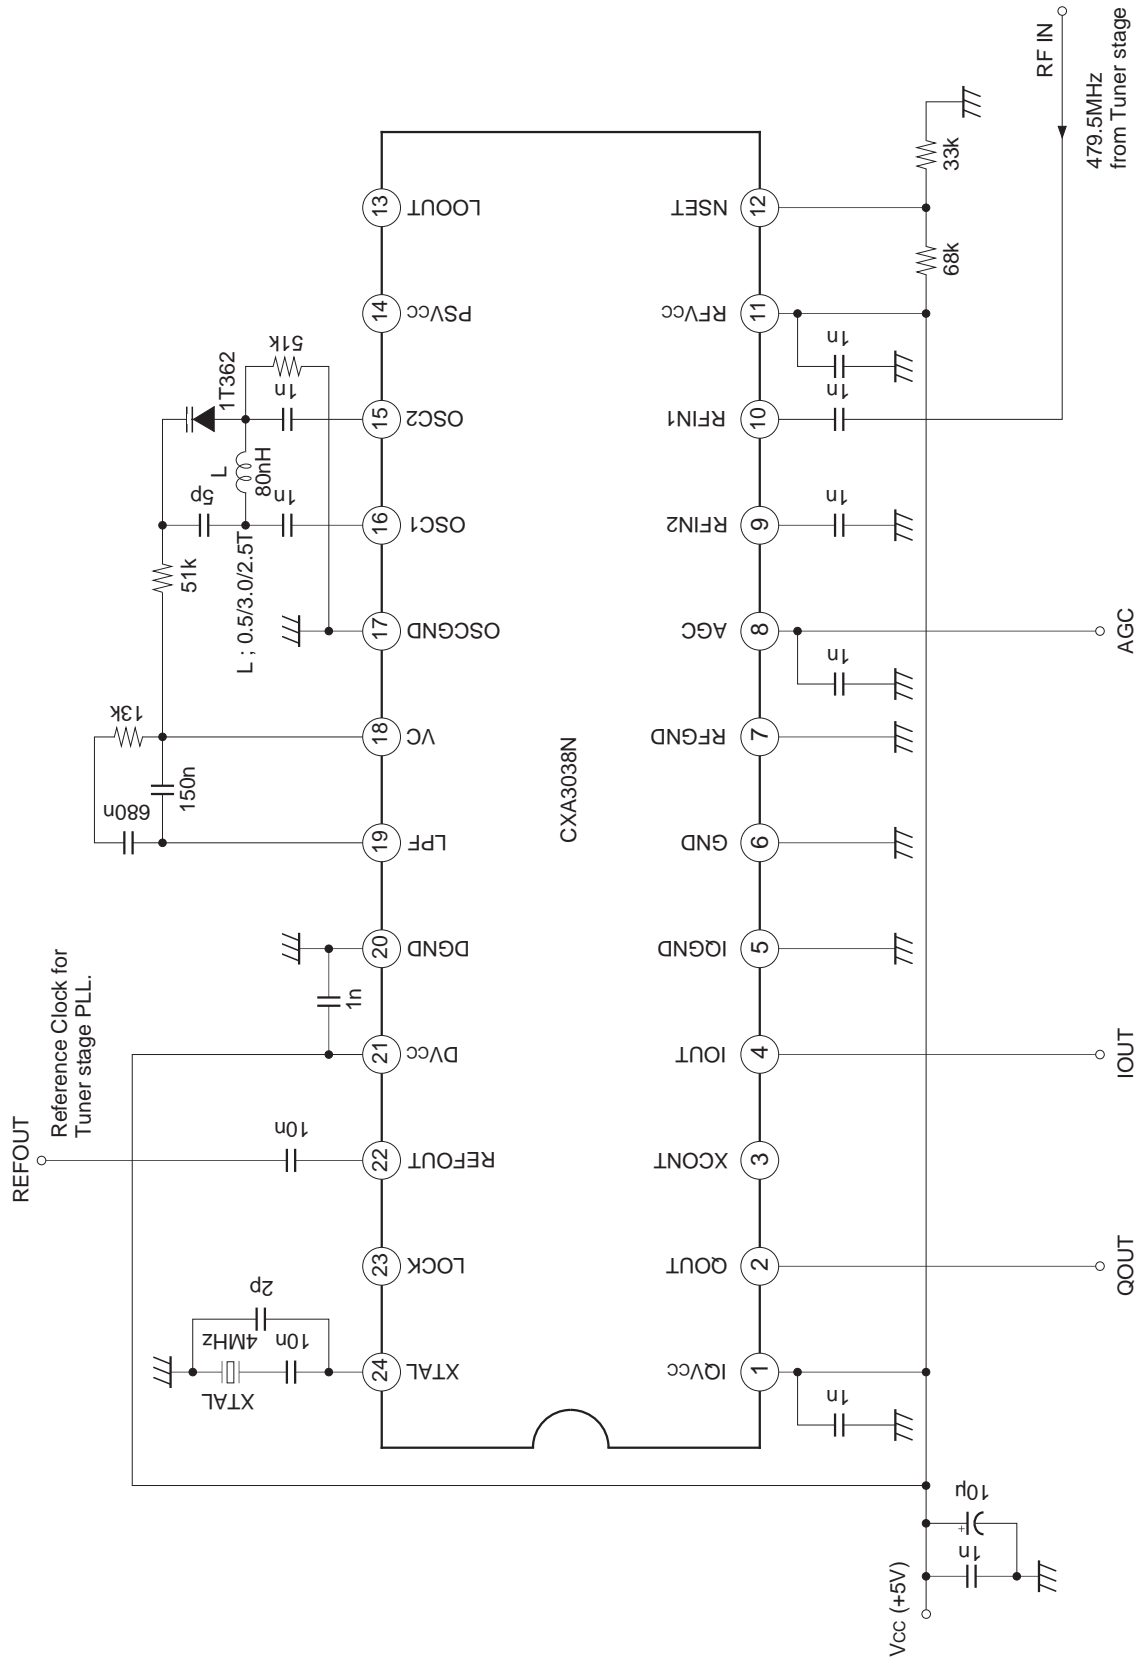 REFOUT
Reference Clock for
Tuner stage PLL.
680n
150n
13k
51k
5p
L
80nH
1n
1n
1T362
51k
L ; 0.5/3.0/2.5T
XTAL
4MHz
10n
2p
10n
1n
24
23
22
21
20
19
18
17
16
15
14
13
XTAL
LOCK
REFOUT
DVCC
DGND
LPF
VC
OSCGND
OSC1
OSC2
PSVCC
LOOUT
CXA3038N
IQVCC
QOUT
XCONT
IOUT
IQGND
GND
RFGND
AGC
RFIN2
RFIN1
RFVCC
NSET
1
2
3
4
5
6
7
8
9
10
11
12
1n
1n
1n
1n
1n
68k
33k
VCC (+5V)
1n
10µ
+
QOUT
IOUT
AGC
RF IN
479.5MHz
from Tuner stage